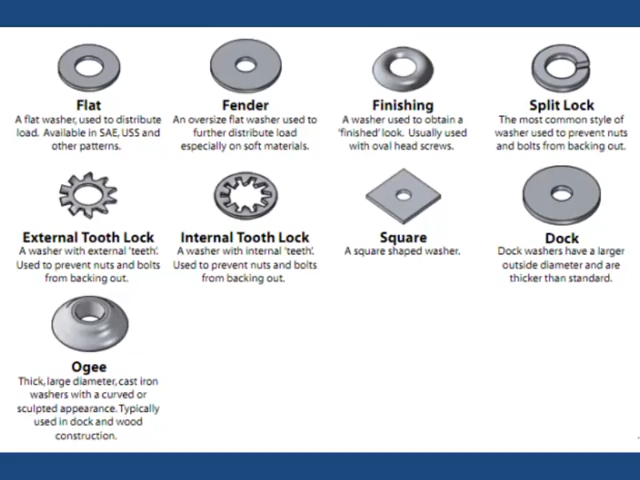 Flat
A flat washer, used to distribute
load. Available in SAE, USS and
other patterns.
Fender
An oversize flat washer used to
further distribute load
especially on soft materials.
Finishing
A washer used to obtain a
'finished' look. Usually used
with oval head screws.
Split Lock
The most common style of
washer used to prevent nuts
and bolts from backing out.
External Tooth Lock
A washer with external 'teeth'.
Used to prevent nuts and bolts
from backing out.
Internal Tooth Lock
A washer with internal 'teeth'.
Used to prevent nuts and bolts
from backing out.
Square
A square shaped washer.
Dock
Dock washers have a larger
outside diameter and are
thicker than standard.
Ogee
Thick, large diameter, cast iron
washers with a curved or
sculpted appearance. Typically
used in dock and wood
construction.